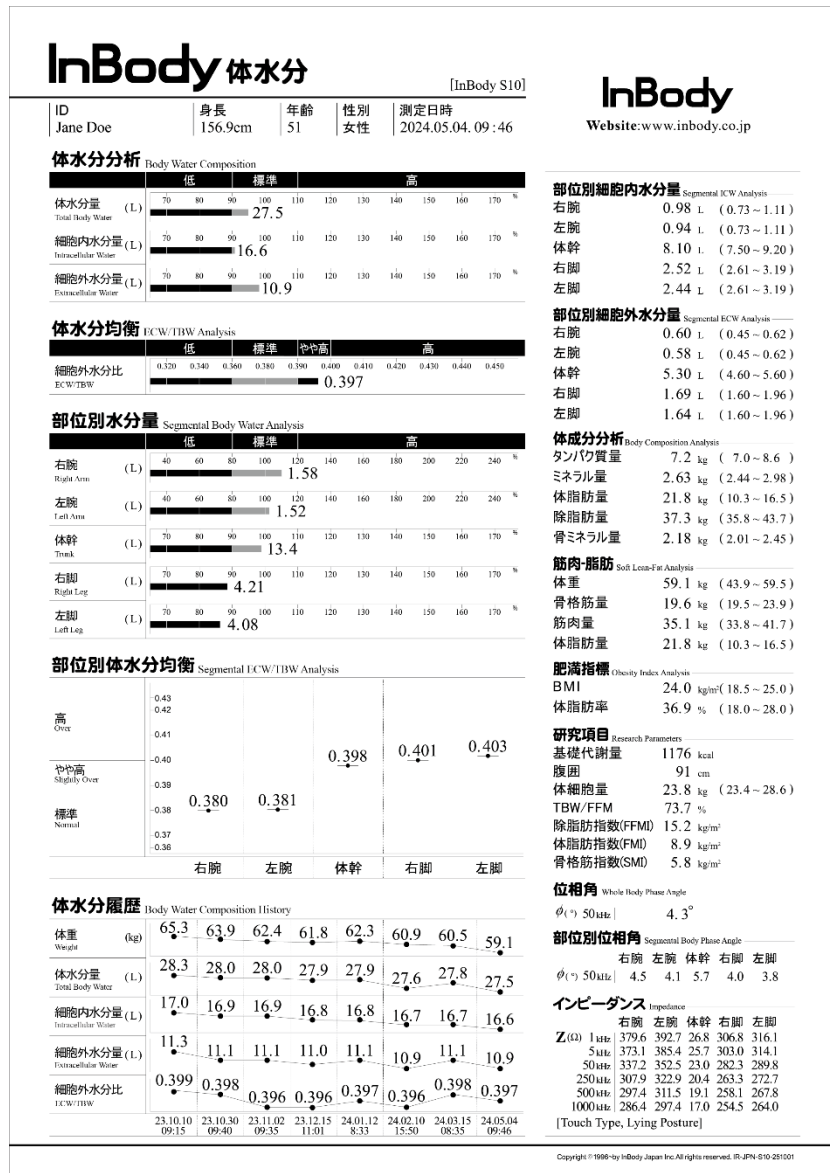 InBody 体水分
[InBody S10]
ID 身長 年齢 性別 測定日時
Jane Doe 156.9cm 51 女性 2024.05.04. 09 : 46
体水分分析 Body Water Composition
低 標準 高
体水分量 (L) 70 80 90 100 110 120 130 140 150 160 170 %
Total Body Water 27.5
細胞内水分量 (L) 70 80 90 100 110 120 130 140 150 160 170 %
Intracellular Water 16.6
細胞外水分量 (L) 70 80 90 100 110 120 130 140 150 160 170 %
Extracellular Water 10.9
体水分均衡 ECW/TBW Analysis
低 標準 やや高 高
細胞外水分比 0.320 0.340 0.360 0.380 0.390 0.400 0.410 0.420 0.430 0.440 0.450
ECW/TBW 0.397
部位別水分量 Segmental Body Water Analysis
低 標準 高
右腕 (L) 40 60 80 100 120 140 160 180 200 220 240 %
Right Arm 1.58
左腕 (L) 40 60 80 100 120 140 160 180 200 220 240 %
Left Arm 1.52
体幹 (L) 70 80 90 100 110 120 130 140 150 160 170 %
Trunk 13.4
右脚 (L) 70 80 90 100 110 120 130 140 150 160 170 %
Right Leg 4.21
左脚 (L) 70 80 90 100 110 120 130 140 150 160 170 %
Left Leg 4.08
部位別体水分均衡 Segmental ECW/TBW Analysis
0.43
0.42
高
Over
0.41
0.40
やや高
Slightly Over
0.39
標準
Normal
0.38
0.37
0.36
0.380 0.381 0.398 0.401 0.403
右腕 左腕 体幹 右脚 左脚
体水分履歴 Body Water Composition History
体重 (kg) 65.3 63.9 62.4 61.8 62.3 60.9 60.5 59.1
Weight
体水分量 (L) 28.3 28.0 28.0 27.9 27.9 27.6 27.8 27.5
Total Body Water
細胞内水分量 (L) 17.0 16.9 16.9 16.8 16.8 16.7 16.7 16.6
Intracellular Water
細胞外水分量 (L) 11.3 11.1 11.1 11.0 11.1 10.9 11.1 10.9
Extracellular Water
細胞外水分比 0.399 0.398 0.396 0.396 0.397 0.396 0.398 0.397
ECW/TBW
23.10.10 23.10.30 23.11.02 23.12.15 24.01.12 24.02.10 24.03.15 24.05.04
09:15 09:40 09:35 11:01 8:33 15:50 08:35 09:46
InBody
Website:www.inbody.co.jp
部位別細胞内水分量 Segmental ICW Analysis
右腕 0.98 L ( 0.73 ~ 1.11 )
左腕 0.94 L ( 0.73 ~ 1.11 )
体幹 8.10 L ( 7.50 ~ 9.20 )
右脚 2.52 L ( 2.61 ~ 3.19 )
左脚 2.44 L ( 2.61 ~ 3.19 )
部位別細胞外水分量 Segmental ECW Analysis
右腕 0.60 L ( 0.45 ~ 0.62 )
左腕 0.58 L ( 0.45 ~ 0.62 )
体幹 5.30 L ( 4.60 ~ 5.60 )
右脚 1.69 L ( 1.60 ~ 1.96 )
左脚 1.64 L ( 1.60 ~ 1.96 )
体成分分析 Body Composition Analysis
タンパク質量 7.2 kg ( 7.0 ~ 8.6 )
ミネラル量 2.63 kg ( 2.44 ~ 2.98 )
体脂肪量 21.8 kg ( 10.3 ~ 16.5 )
除脂肪量 37.3 kg ( 35.8 ~ 43.7 )
骨ミネラル量 2.18 kg ( 2.01 ~ 2.45 )
筋肉-脂肪 Soft Lean-Fat Analysis
体重 59.1 kg ( 43.9 ~ 59.5 )
骨格筋量 19.6 kg ( 19.5 ~ 23.9 )
筋肉量 35.1 kg ( 33.8 ~ 41.7 )
体脂肪量 21.8 kg ( 10.3 ~ 16.5 )
肥満指標 Obesity Index Analysis
BMI 24.0 kg/m² ( 18.5 ~ 25.0 )
体脂肪率 36.9 % ( 18.0 ~ 28.0 )
研究項目 Research Parameters
基礎代謝量 1176 kcal
腹囲 91 cm
体細胞量 23.8 kg ( 23.4 ~ 28.6 )
TBW/FFM 73.7 %
除脂肪指数(FFMI) 15.2 kg/m²
体脂肪指数(FMI) 8.9 kg/m²
骨格筋指数(SMI) 5.8 kg/m²
位相角 Whole Body Phase Angle
φ(°) 50kHz 4.3°
部位別位相角 Segmental Body Phase Angle
右腕 左腕 体幹 右脚 左脚
φ(°) 50kHz 4.5 4.1 5.7 4.0 3.8
インピーダンス Impedance
右腕 左腕 体幹 右脚 左脚
Z(Ω) 1kHz 379.6 392.7 26.8 306.8 316.1
5kHz 373.1 385.4 25.7 303.0 314.1
50kHz 337.2 352.5 23.0 282.3 289.8
250kHz 307.9 322.9 20.4 263.3 272.7
500kHz 297.4 311.5 19.1 258.1 267.8
1000kHz 286.4 297.4 17.0 254.5 264.0
[Touch Type, Lying Posture]
Copyright © 1996~by InBody Japan Inc. All rights reserved. IR-JPN-S10-251001